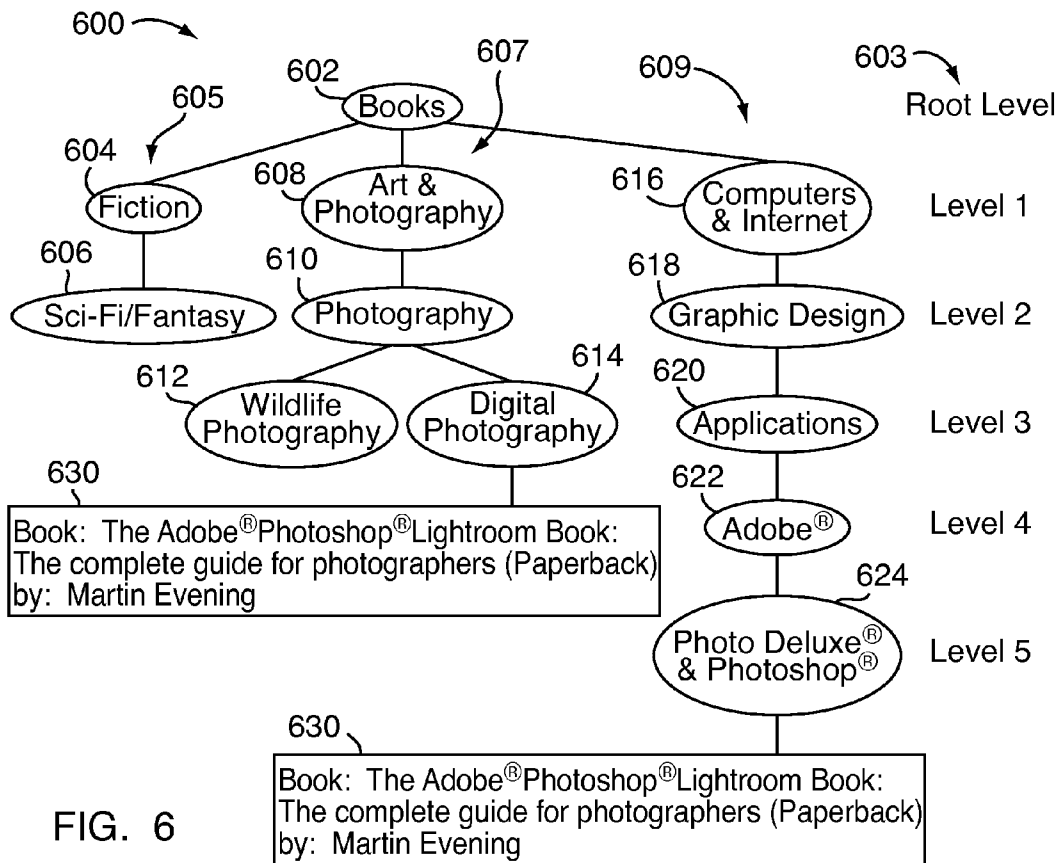 600
602
607
609
603
Root Level
Books
605
604
608
616
Fiction
Art &
Photography
Computers
& Internet
Level 1
606
610
618
Sci-Fi/Fantasy
Photography
Graphic Design
Level 2
612
614
620
Wildlife
Photography
Digital
Photography
Applications
Level 3
630
622
Book: The Adobe®Photoshop®Lightroom Book:
The complete guide for photographers (Paperback)
by: Martin Evening
Adobe®
Level 4
624
Photo Deluxe®
& Photoshop®
Level 5
630
Book: The Adobe®Photoshop®Lightroom Book:
The complete guide for photographers (Paperback)
by: Martin Evening
FIG. 6